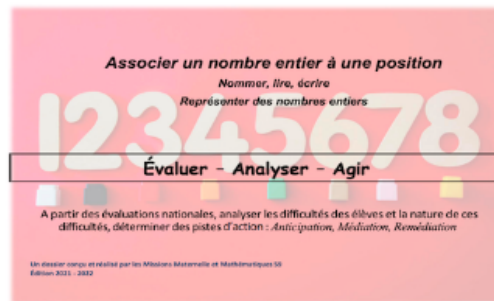 Associer un nombre entier à une position
Nommer, lire, écrire
Représenter des nombres entiers
12345678
Évaluer - Analyser - Agir
A partir des évaluations nationales, analyser les difficultés des élèves et la nature de ces
difficultés, déterminer des pistes d'action : Anticipation, Médiation, Remédiation
Un dossier conçu et réalisé par les Missions Maternelle et Mathématiques
Édition 2021 - 2022